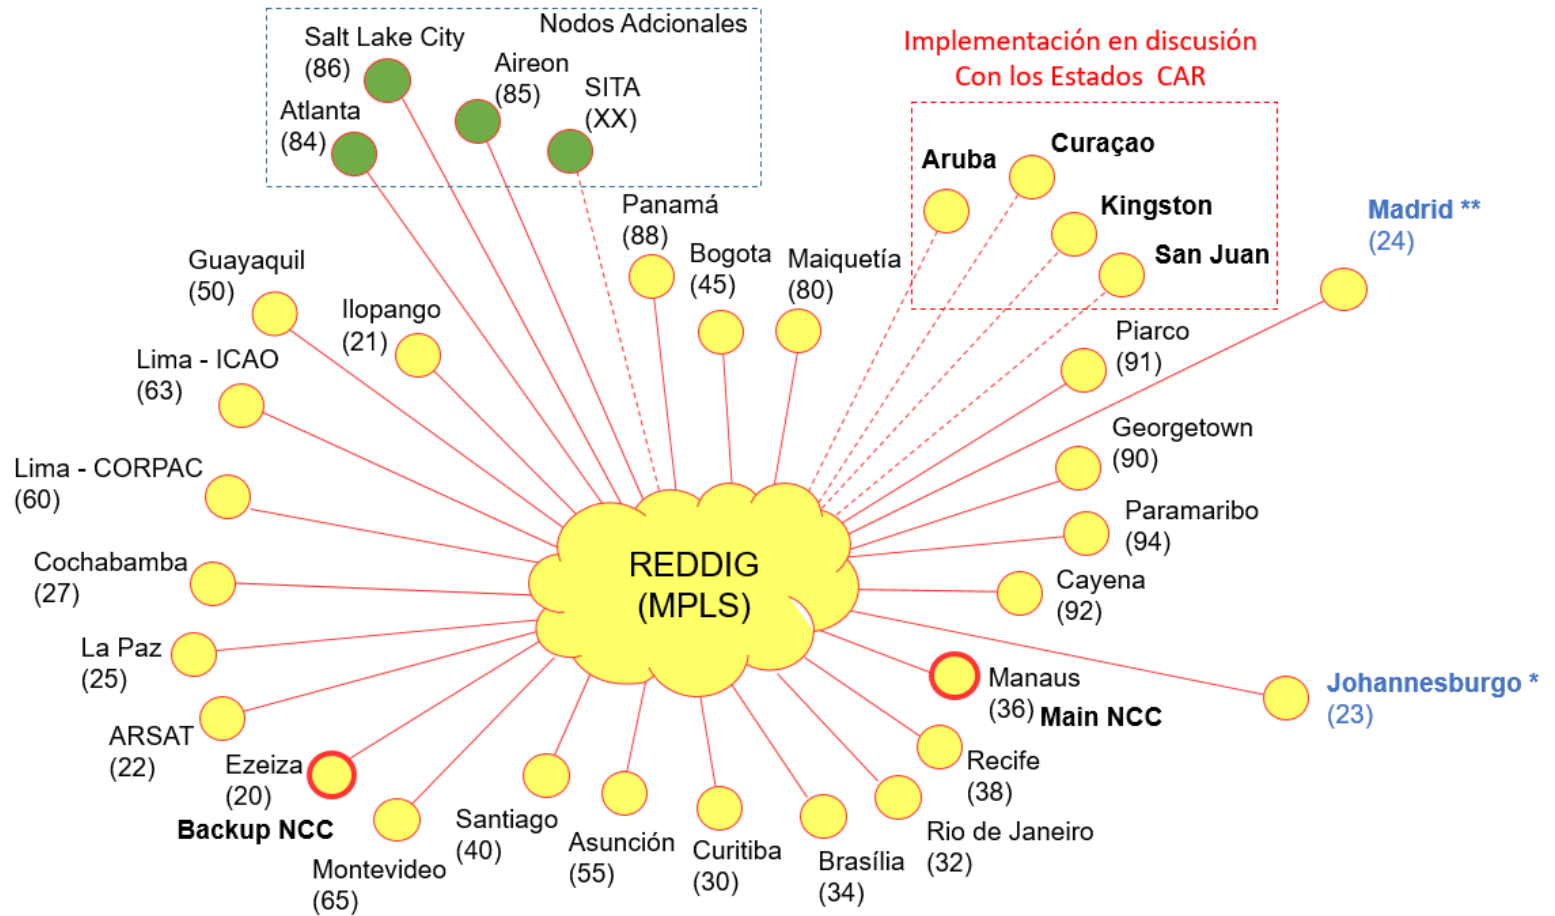 Nodos Adcionales
Salt Lake City
(86)
Aireon
(85)
SITA
(XX)
Atlanta
(84)
Implementación en discusión
Con los Estados  CAR
Aruba
Curaçao
Kingston
San Juan
Madrid **
(24)
Panamá
(88)
Bogota
(45)
Maiquetía
(80)
Guayaquil
(50)
Ilopango
(21)
Lima - ICAO
(63)
Piarco
(91)
Georgetown
(90)
Lima - CORPAC
(60)
Paramaribo
(94)
REDDIG
(MPLS)
Cochabamba
(27)
Cayena
(92)
La Paz
(25)
Manaus
(36) Main NCC
Johannesburgo *
(23)
ARSAT
(22)
Ezeiza
(20)
Backup NCC
Recife
(38)
Montevideo
(65)
Santiago
(40)
Asunción
(55)
Curitiba
(30)
Brasília
(34)
Rio de Janeiro
(32)